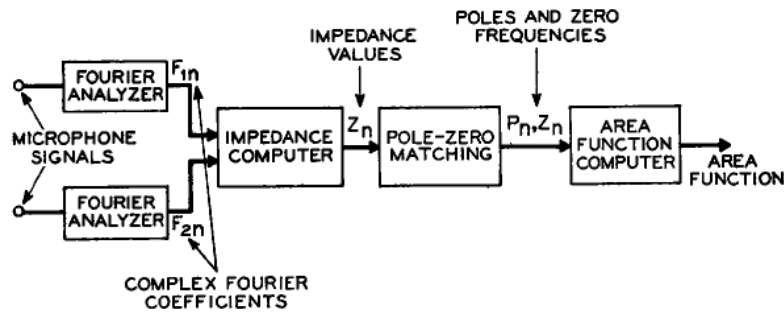 POLES AND ZERO
FREQUENCIES
IMPEDANCE
VALUES
FOURIER
ANALYZER
F1n
MICROPHONE
SIGNALS
IMPEDANCE
COMPUTER
Zn
POLE-ZERO
MATCHING
Pn,Zn
AREA
FUNCTION
COMPUTER
AREA
FUNCTION
FOURIER
ANALYZER
F2n
COMPLEX FOURIER
COEFFICIENTS